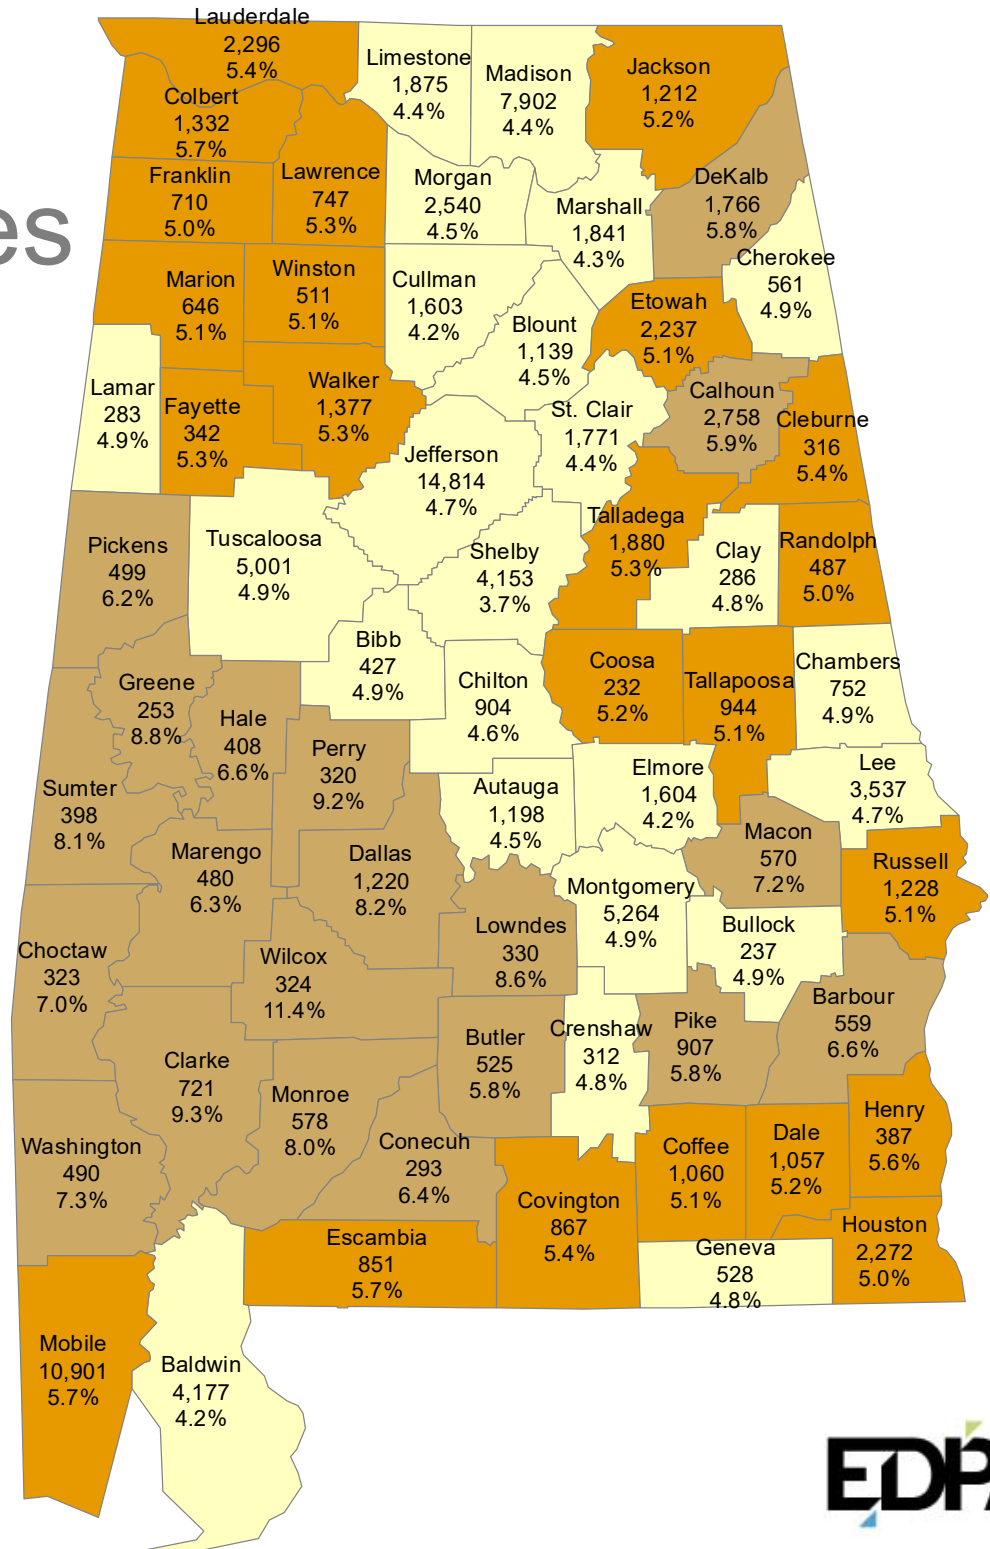 es
Lauderdale
2,296
5.4%
Limestone
1,875
4.4%
Madison
7,902
4.4%
Jackson
1,212
5.2%
Colbert
1,332
5.7%
Franklin
710
5.0%
Lawrence
747
5.3%
Morgan
2,540
4.5%
Marshall
1,841
4.3%
DeKalb
1,766
5.8%
Cherokee
561
4.9%
Marion
646
5.1%
Winston
511
5.1%
Cullman
1,603
4.2%
Blount
1,139
4.5%
Etowah
2,237
5.1%
Lamar
283
4.9%
Fayette
342
5.3%
Walker
1,377
5.3%
Jefferson
14,814
4.7%
St. Clair
1,771
4.4%
Calhoun
2,758
5.9%
Cleburne
316
5.4%
Pickens
499
6.2%
Tuscaloosa
5,001
4.9%
Shelby
4,153
3.7%
Talladega
1,880
5.3%
Clay
286
4.8%
Randolph
487
5.0%
Greene
253
8.8%
Hale
408
6.6%
Bibb
427
4.9%
Chilton
904
4.6%
Coosa
232
5.2%
Tallapoosa
944
5.1%
Chambers
752
4.9%
Sumter
398
8.1%
Perry
320
9.2%
Autauga
1,198
4.5%
Elmore
1,604
4.2%
Lee
3,537
4.7%
Marengo
480
6.3%
Dallas
1,220
8.2%
Macon
570
7.2%
Russell
1,228
5.1%
Choctaw
323
7.0%
Wilcox
324
11.4%
Lowndes
330
8.6%
Montgomery
5,264
4.9%
Bullock
237
4.9%
Barbour
559
6.6%
Clarke
721
9.3%
Monroe
578
8.0%
Butler
525
5.8%
Crenshaw
312
4.8%
Pike
907
5.8%
Washington
490
7.3%
Conecuh
293
6.4%
Covington
867
5.4%
Coffee
1,060
5.1%
Dale
1,057
5.2%
Henry
387
5.6%
Escambia
851
5.7%
Geneva
528
4.8%
Houston
2,272
5.0%
Mobile
10,901
5.7%
Baldwin
4,177
4.2%
EDPA